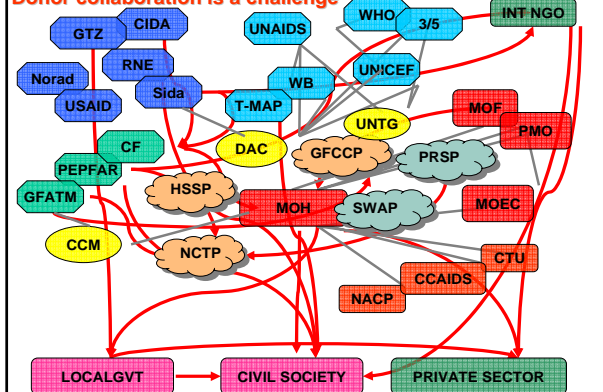 Donor collaboration is a challenge
WHO
3/5
INT NGO
GTZ
CIDA
UNAIDS
RNE
UNICEF
Norad
Sida
WB
USAID
T-MAP
MOF
UNTG
PMO
CF
DAC
GFCCP
PRSP
PEPFAR
HSSP
GFATM
MOH
SWAP
MOEC
CCM
NCTP
CTU
CCAIDS
NACP
LOCALGVT
CIVIL SOCIETY
PRIVATE SECTOR